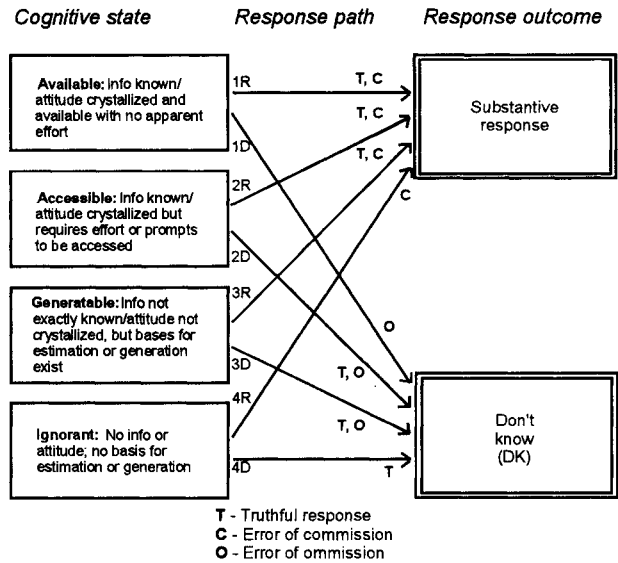 Cognitive state
Response path
Response outcome
Available: Info known/
attitude crystallized and
available with no apparent
effort
1R
1D
T, C
Substantive
response
Accessible: Info known/
attitude crystallized but
requires effort or prompts
to be accessed
2R
2D
T, C
T, C
C
Generatable: Info not
exactly known/attitude not
crystallized, but bases for
estimation or generation
exist
3R
3D
O
T, O
Ignorant: No info or
attitude; no basis for
estimation or generation
4R
4D
T, O
T
Don't
know
(DK)
T - Truthful response
C - Error of commission
O - Error of ommission